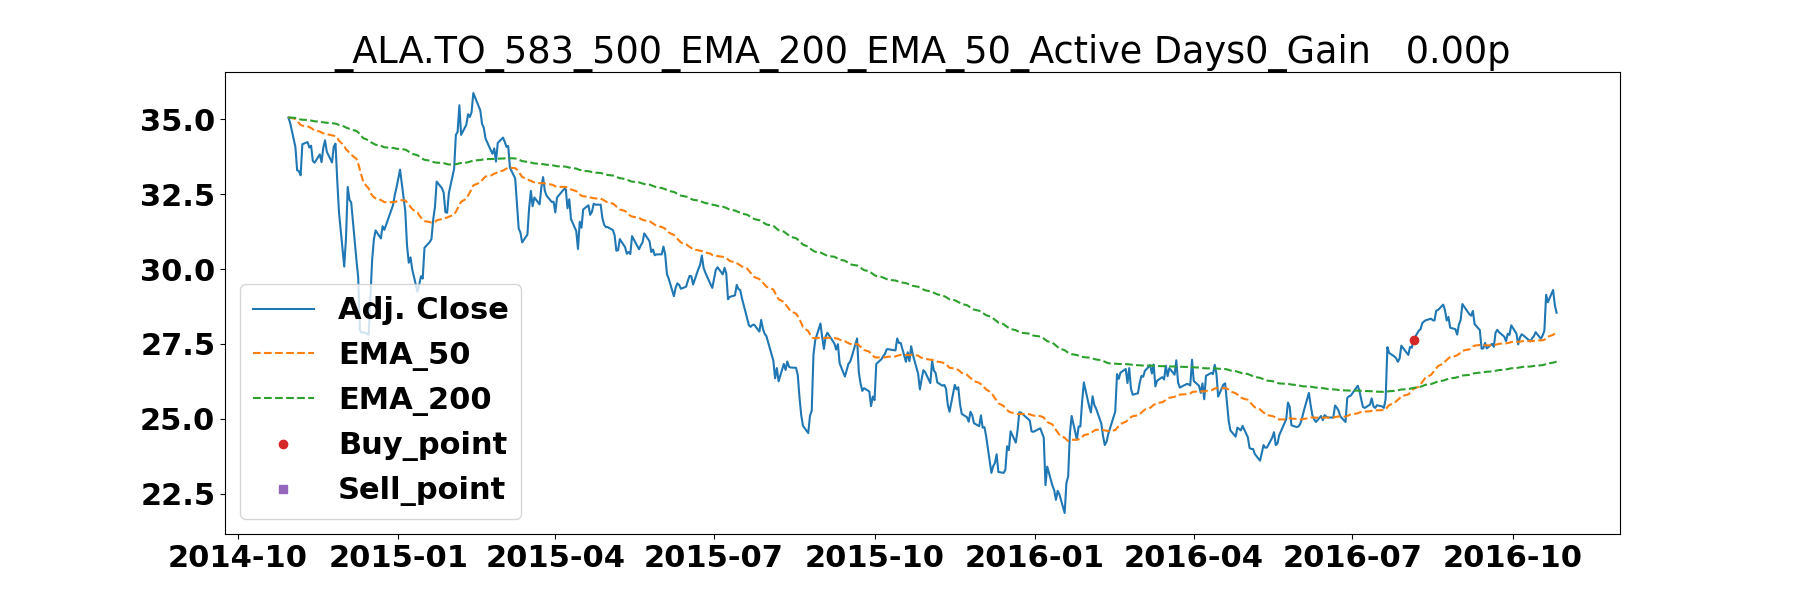 _ALA.TO_583_500_EMA_200_EMA_50_Active Days0_Gain   0.00p
35.0
32.5
30.0
27.5
25.0
22.5
Adj. Close
EMA_50
EMA_200
Buy_point
Sell_point
2014-10 2015-01 2015-04 2015-07 2015-10 2016-01 2016-04 2016-07 2016-10